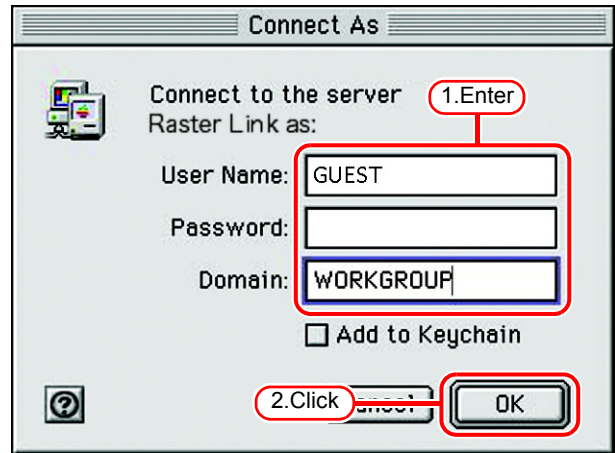 Connect As
Connect to the server
1.Enter
Raster Link as:
User Name: GUEST
Password:
Domain: WORKGROUP
Add to Keychain
?
2.Click
OK